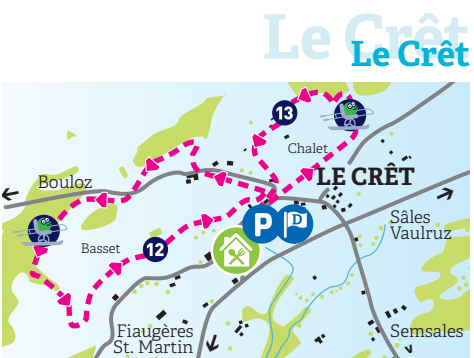 Le Crêt
Le Crêt
13
Chalet
LE CRÊT
Bouloz
P
D
Sâles
Vaulruz
Basset
12
Fiaugères
St. Martin
Semsales